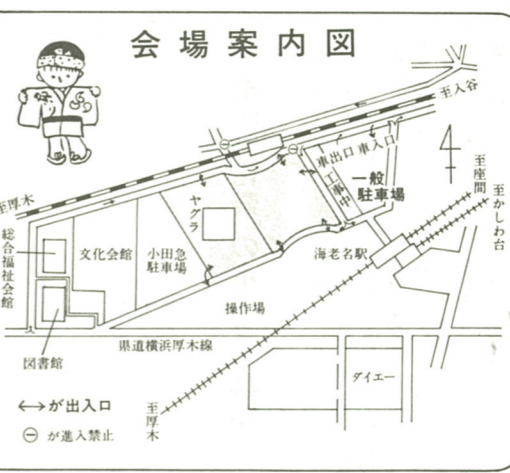 会場案内図
至入谷
車出口
車入口
工事中
一般
駐車場
至座間
至かしわ台
至厚木
ヤグラ
総合福祉会館
文化会館
小田急
駐車場
海老名駅
操作場
県道横浜厚木線
図書館
ダイエー
至厚木
↔が出入口
⊖が進入禁止